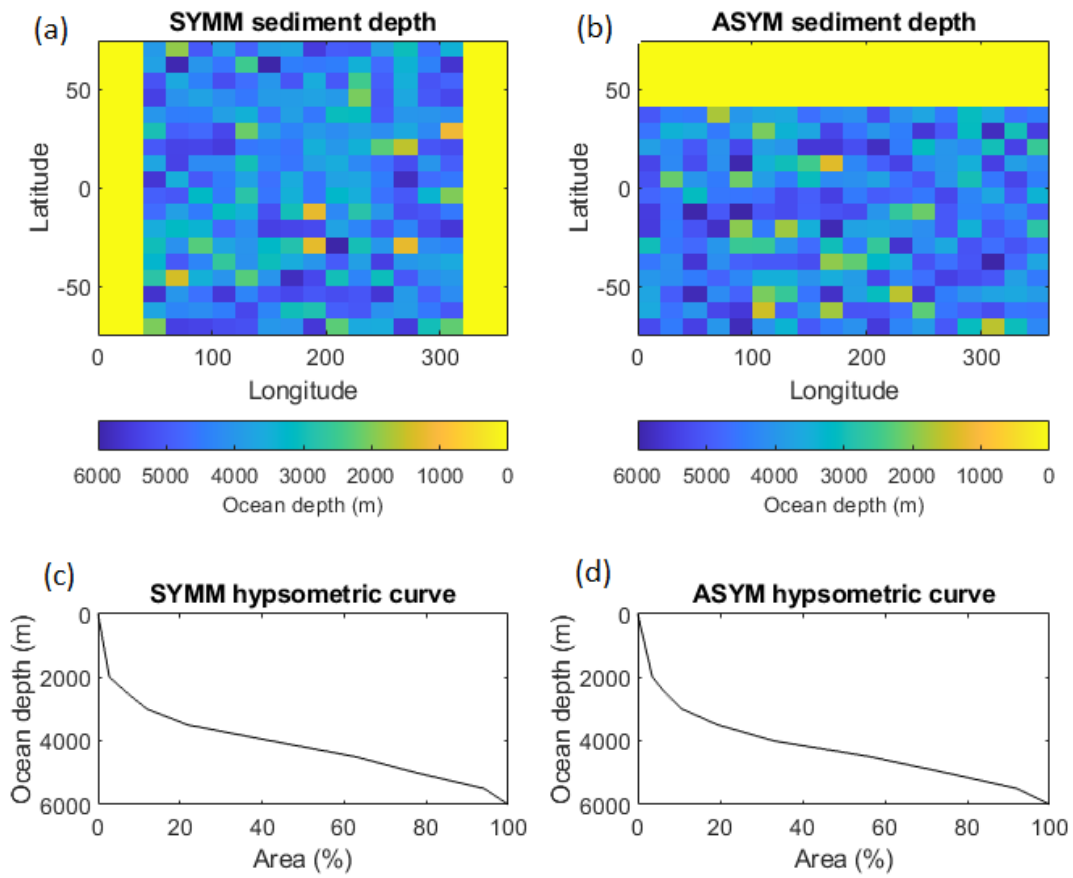 (a) SYMM sediment depth
50
0
-50
Latitude
0 100 200 300
Longitude
6000 5000 4000 3000 2000 1000 0
Ocean depth (m)
(b) ASYM sediment depth
50
0
-50
Latitude
0 100 200 300
Longitude
6000 5000 4000 3000 2000 1000 0
Ocean depth (m)
(c) SYMM hypsometric curve
0
2000
4000
6000
Ocean depth (m)
0 20 40 60 80 100
Area (%)
(d) ASYM hypsometric curve
0
2000
4000
6000
Ocean depth (m)
0 20 40 60 80 100
Area (%)